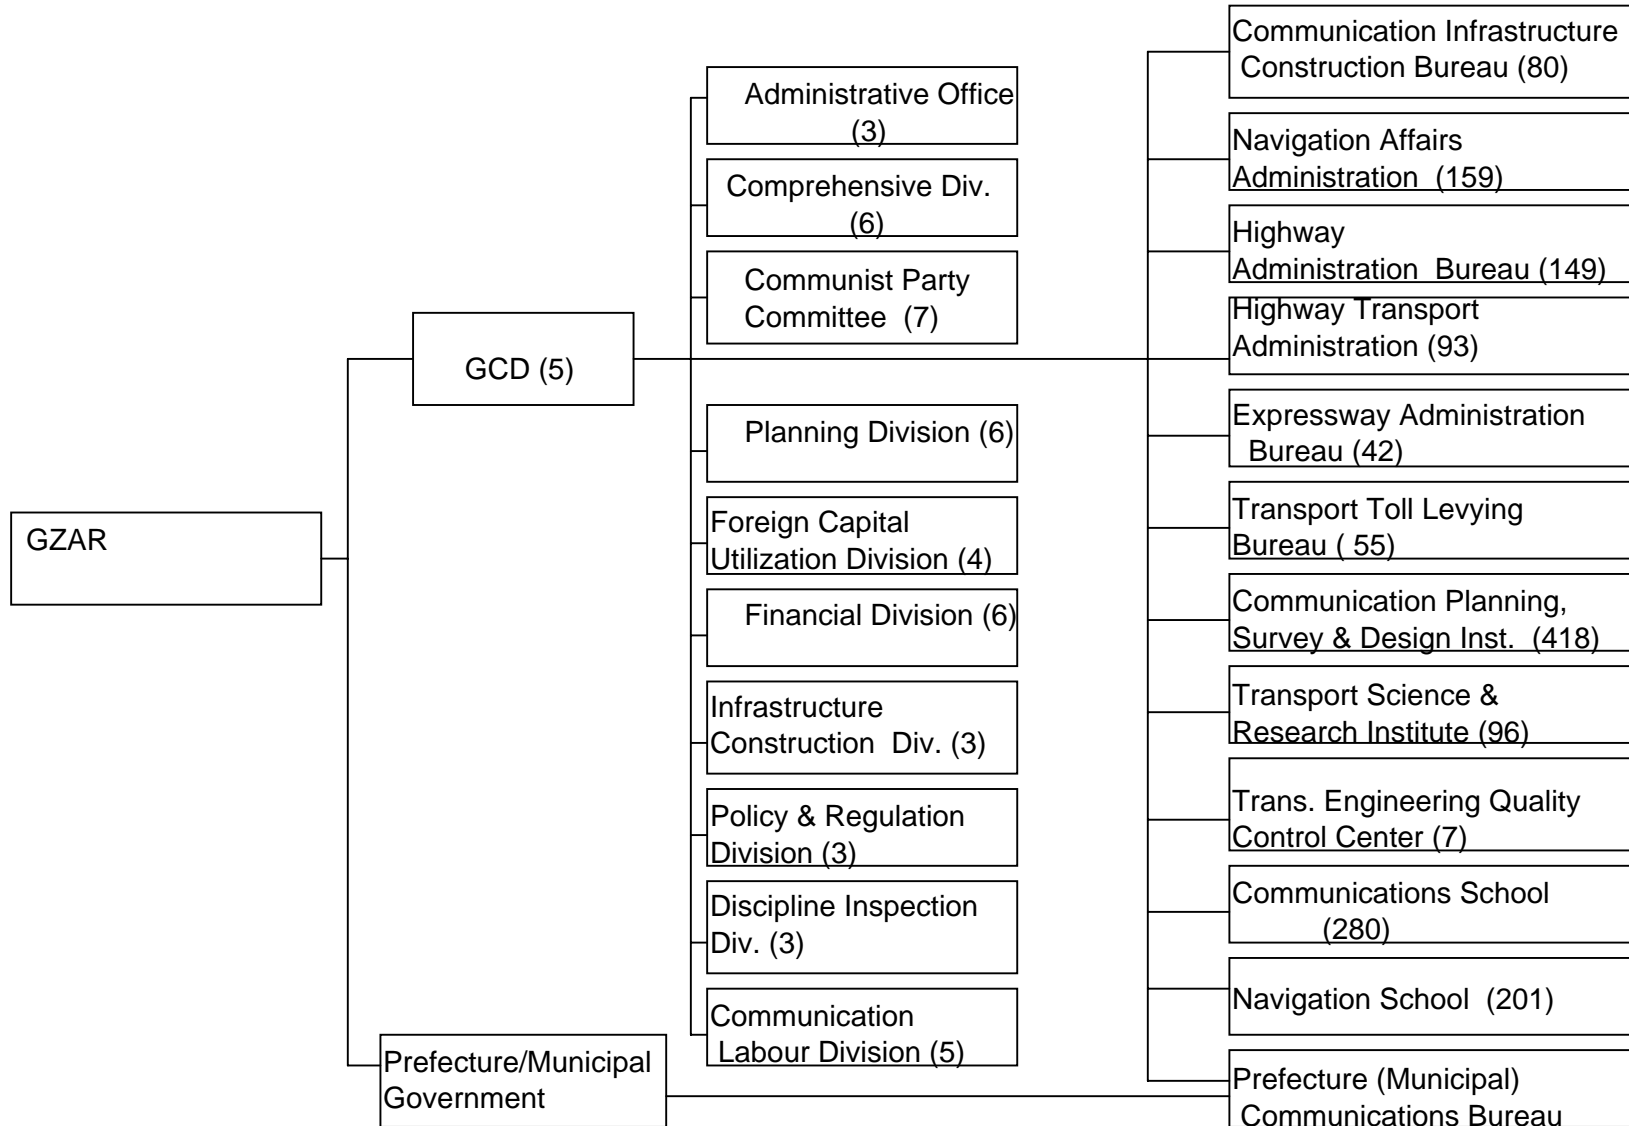 GZAR
GCD (5)
Prefecture/Municipal
Government
Administrative Office
(3)
Comprehensive Div.
(6)
Communist Party
Committee (7)
Planning Division (6)
Foreign Capital
Utilization Division (4)
Financial Division (6)
Infrastructure
Construction Div. (3)
Policy & Regulation
Division (3)
Discipline Inspection
Div. (3)
Communication
Labour Division (5)
Communication Infrastructure
Construction Bureau (80)
Navigation Affairs
Administration (159)
Highway
Administration Bureau (149)
Highway Transport
Administration (93)
Expressway Administration
Bureau (42)
Transport Toll Levying
Bureau ( 55)
Communication Planning,
Survey & Design Inst. (418)
Transport Science &
Research Institute (96)
Trans. Engineering Quality
Control Center (7)
Communications School
(280)
Navigation School (201)
Prefecture (Municipal)
Communications Bureau